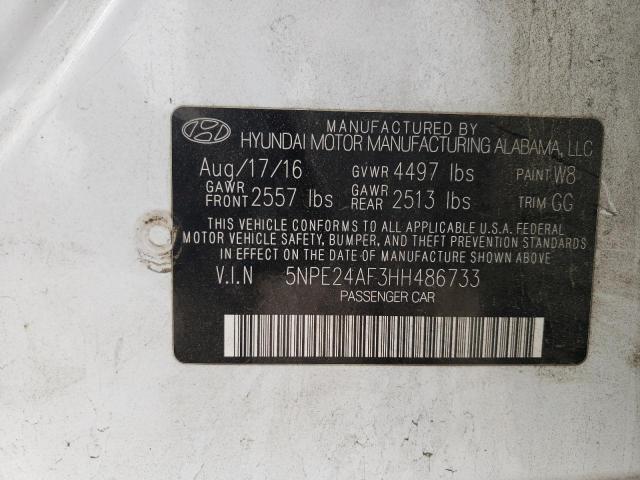 MANUFACTURED BY
HYUNDAI MOTOR MANUFACTURING ALABAMA, LLC
Aug/17/16 GVWR 4497 lbs PAINT W8
GAWR FRONT 2557 lbs GAWR REAR 2513 lbs TRIM GG
THIS VEHICLE CONFORMS TO ALL APPLICABLE U.S FEDERAL
MOTOR VEHICLE SAFETY, BUMPER, AND THEFT PREVENTION
STANDARDS IN EFFECT ON THE DATE OF MANUFACTURE SHOWN ABOVE.
V.I.N 5NPE24AF3HH486733
PASSENGER CAR